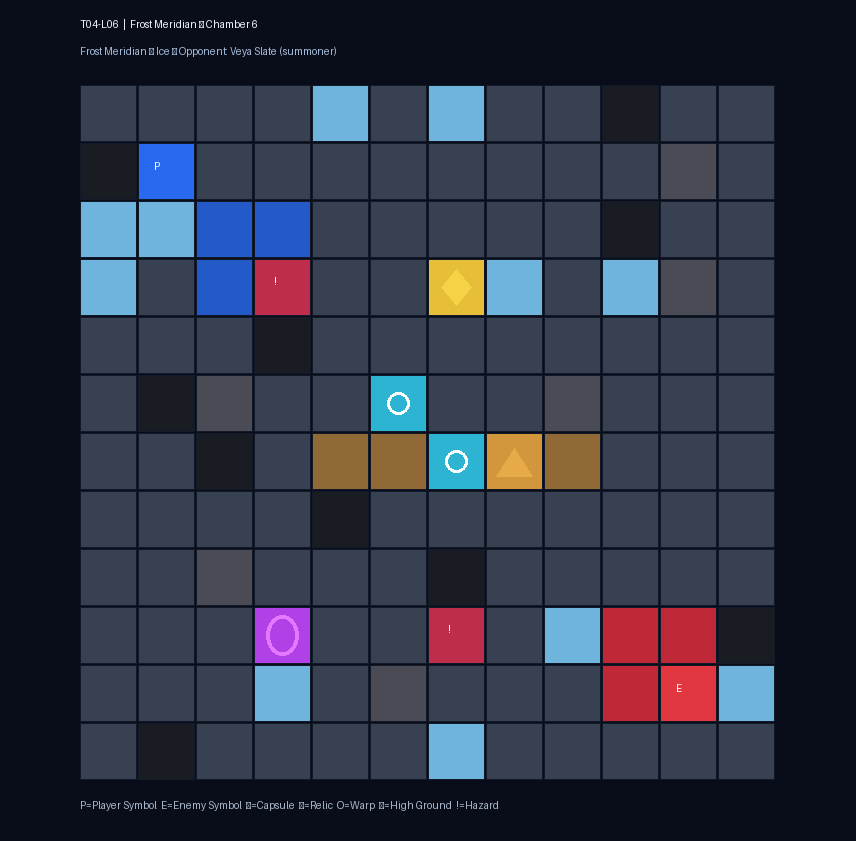 T04-L06 | Frost Meridian □ Chamber 6
Frost Meridian □ Ice □ Opponent: Veya Slate (summoner)
P
!
!
E
P=Player Symbol E=Enemy Symbol □=Capsule □=Relic O=Warp □=High Ground !=Hazard